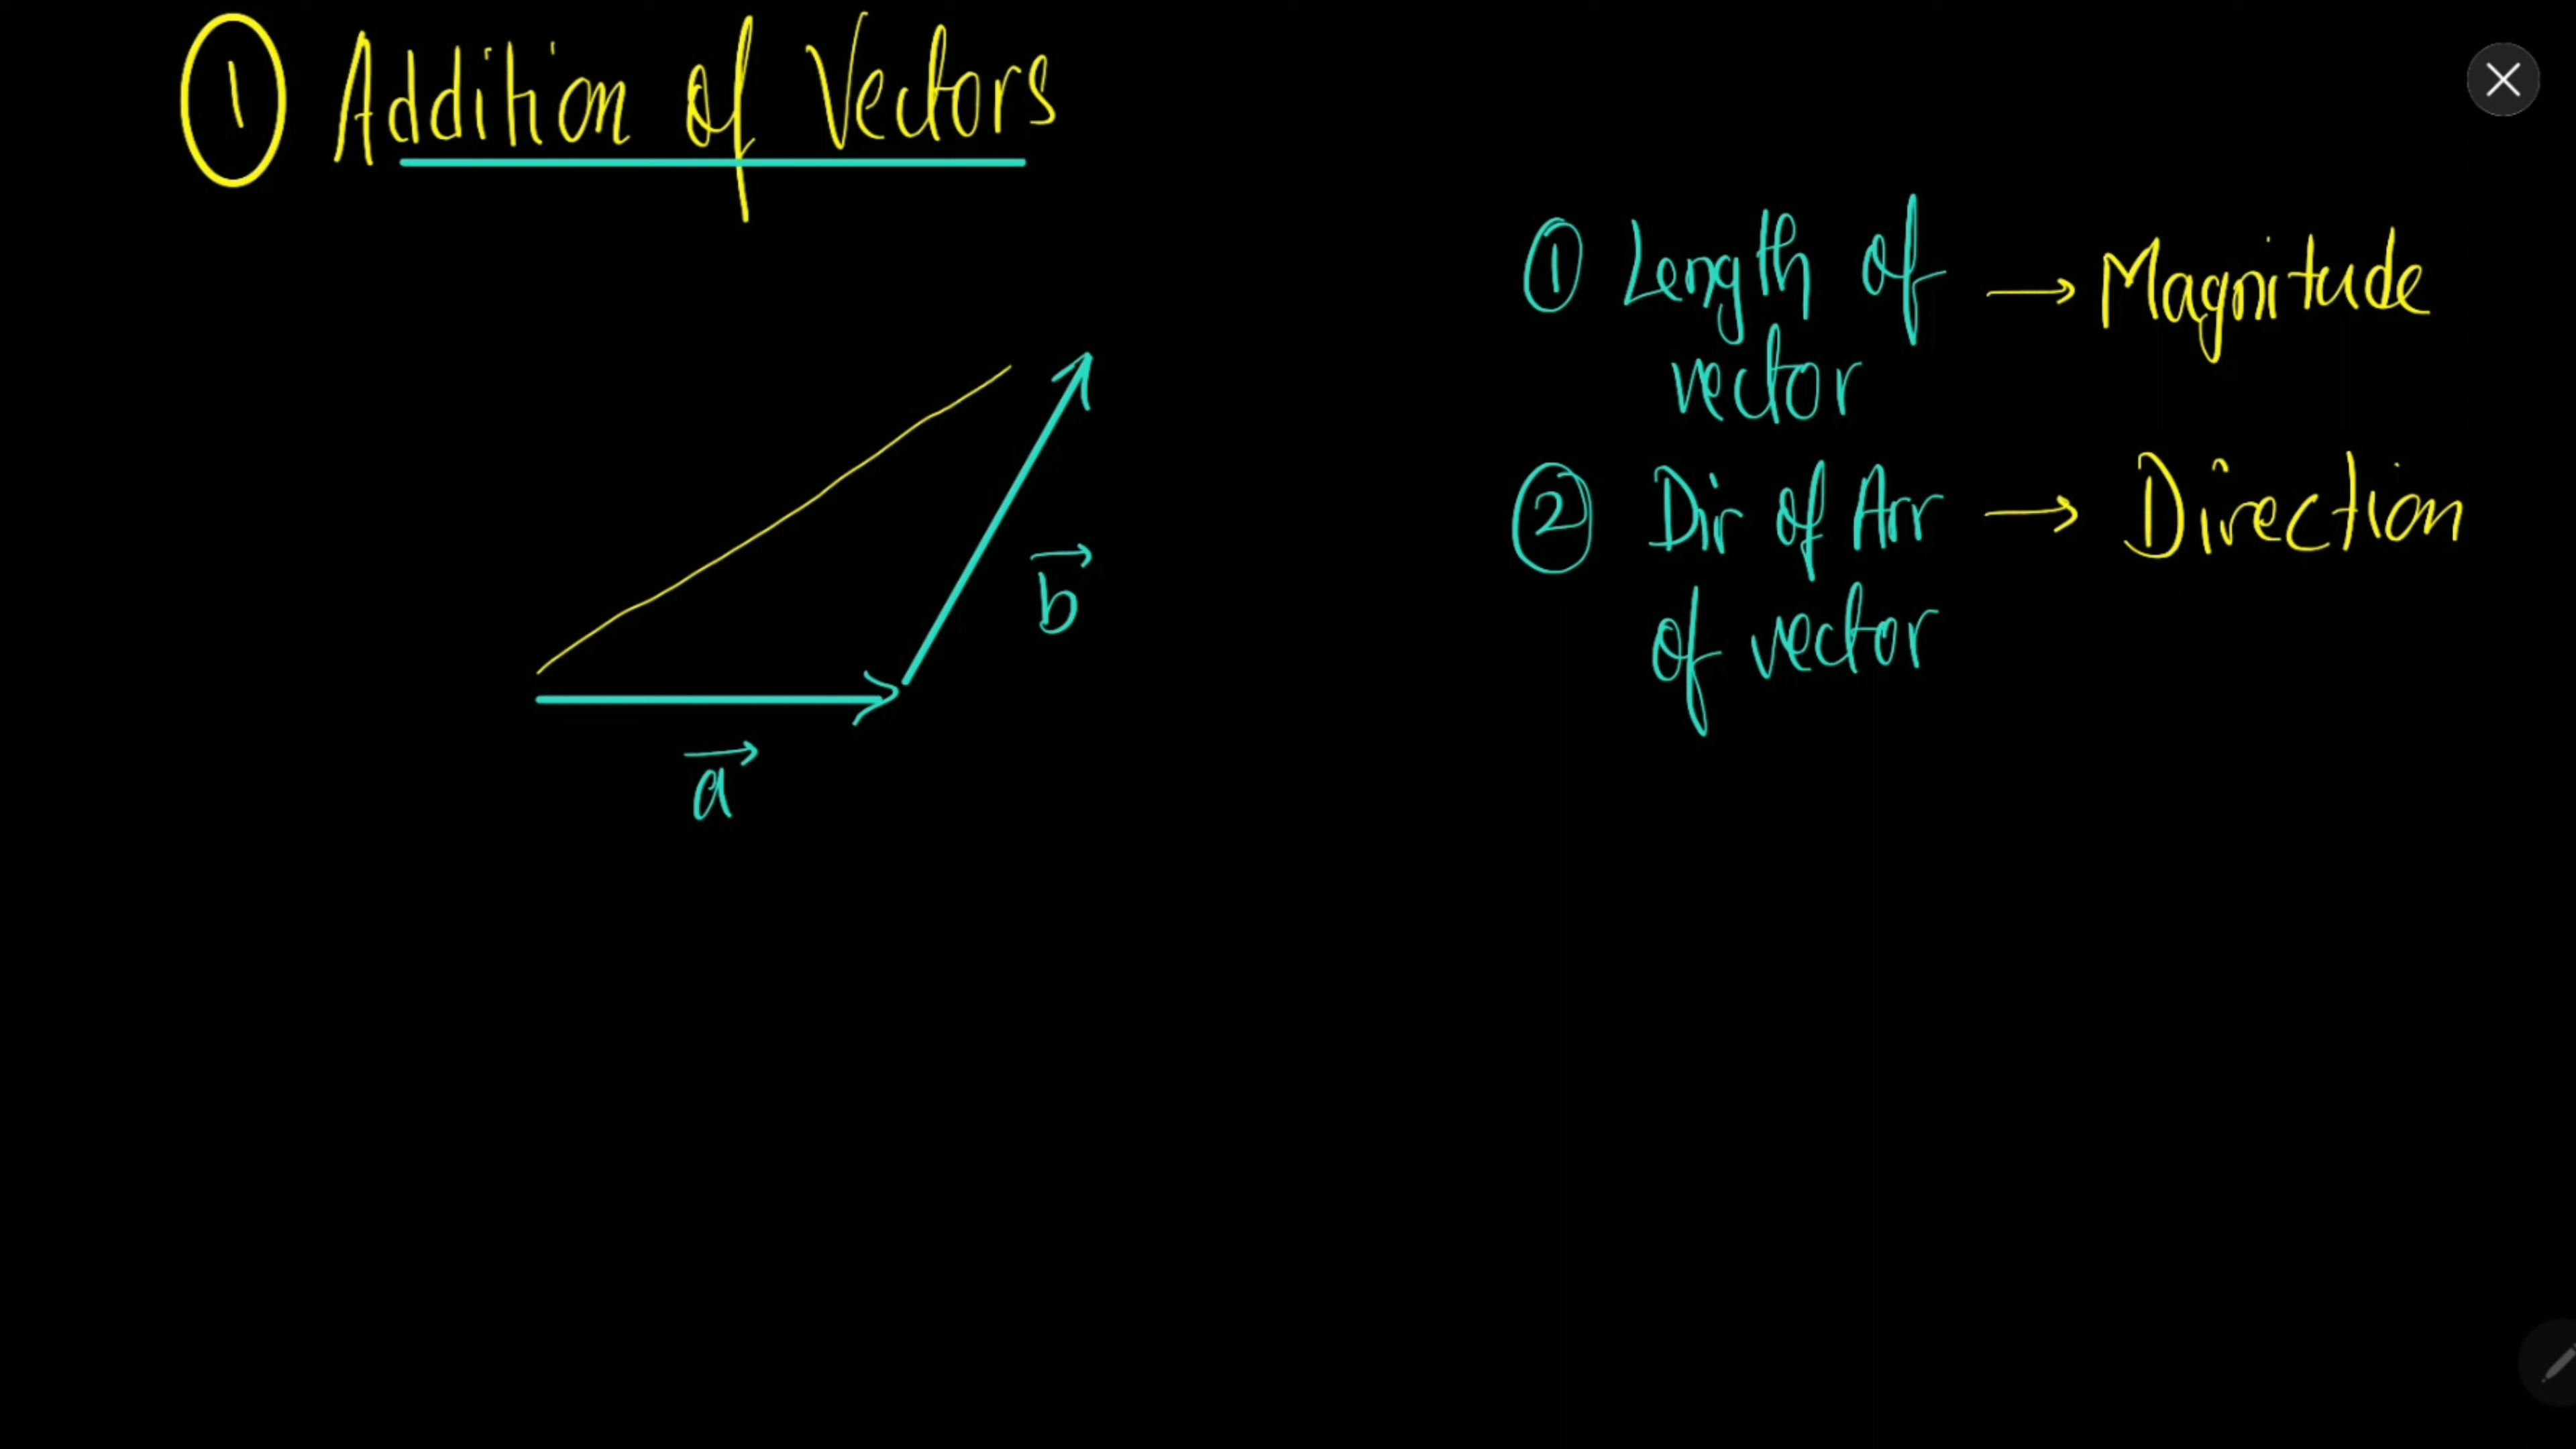 ① Addition of Vectors
① Length of → Magnitude
vector
② Dir of Arr → Direction
of vector
b⃗
a⃗